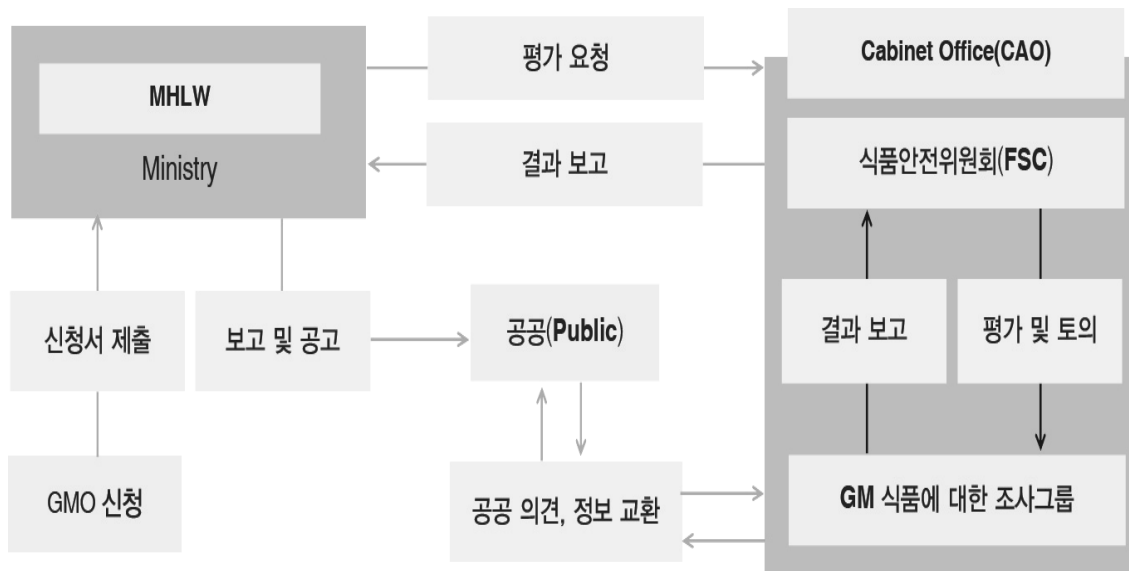 평가 요청
Cabinet Office(CAO)
MHLW
Ministry
결과 보고
식품안전위원회(FSC)
신청서 제출
보고 및 공고
공공(Public)
결과 보고
평가 및 토의
GMO 신청
공공 의견, 정보 교환
GM 식품에 대한 조사그룹